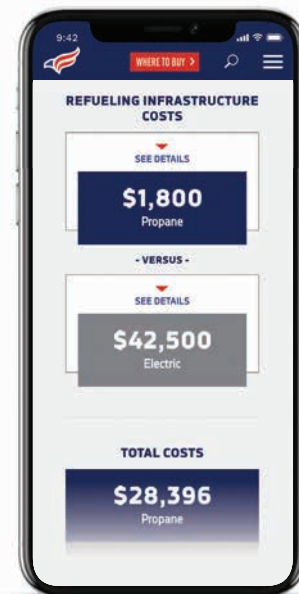 9:42
WHERE TO BUY >
REFUELING INFRASTRUCTURE
COSTS
SEE DETAILS
$1,800
Propane
- VERSUS -
SEE DETAILS
$42,500
Electric
TOTAL COSTS
$28,396
Propane